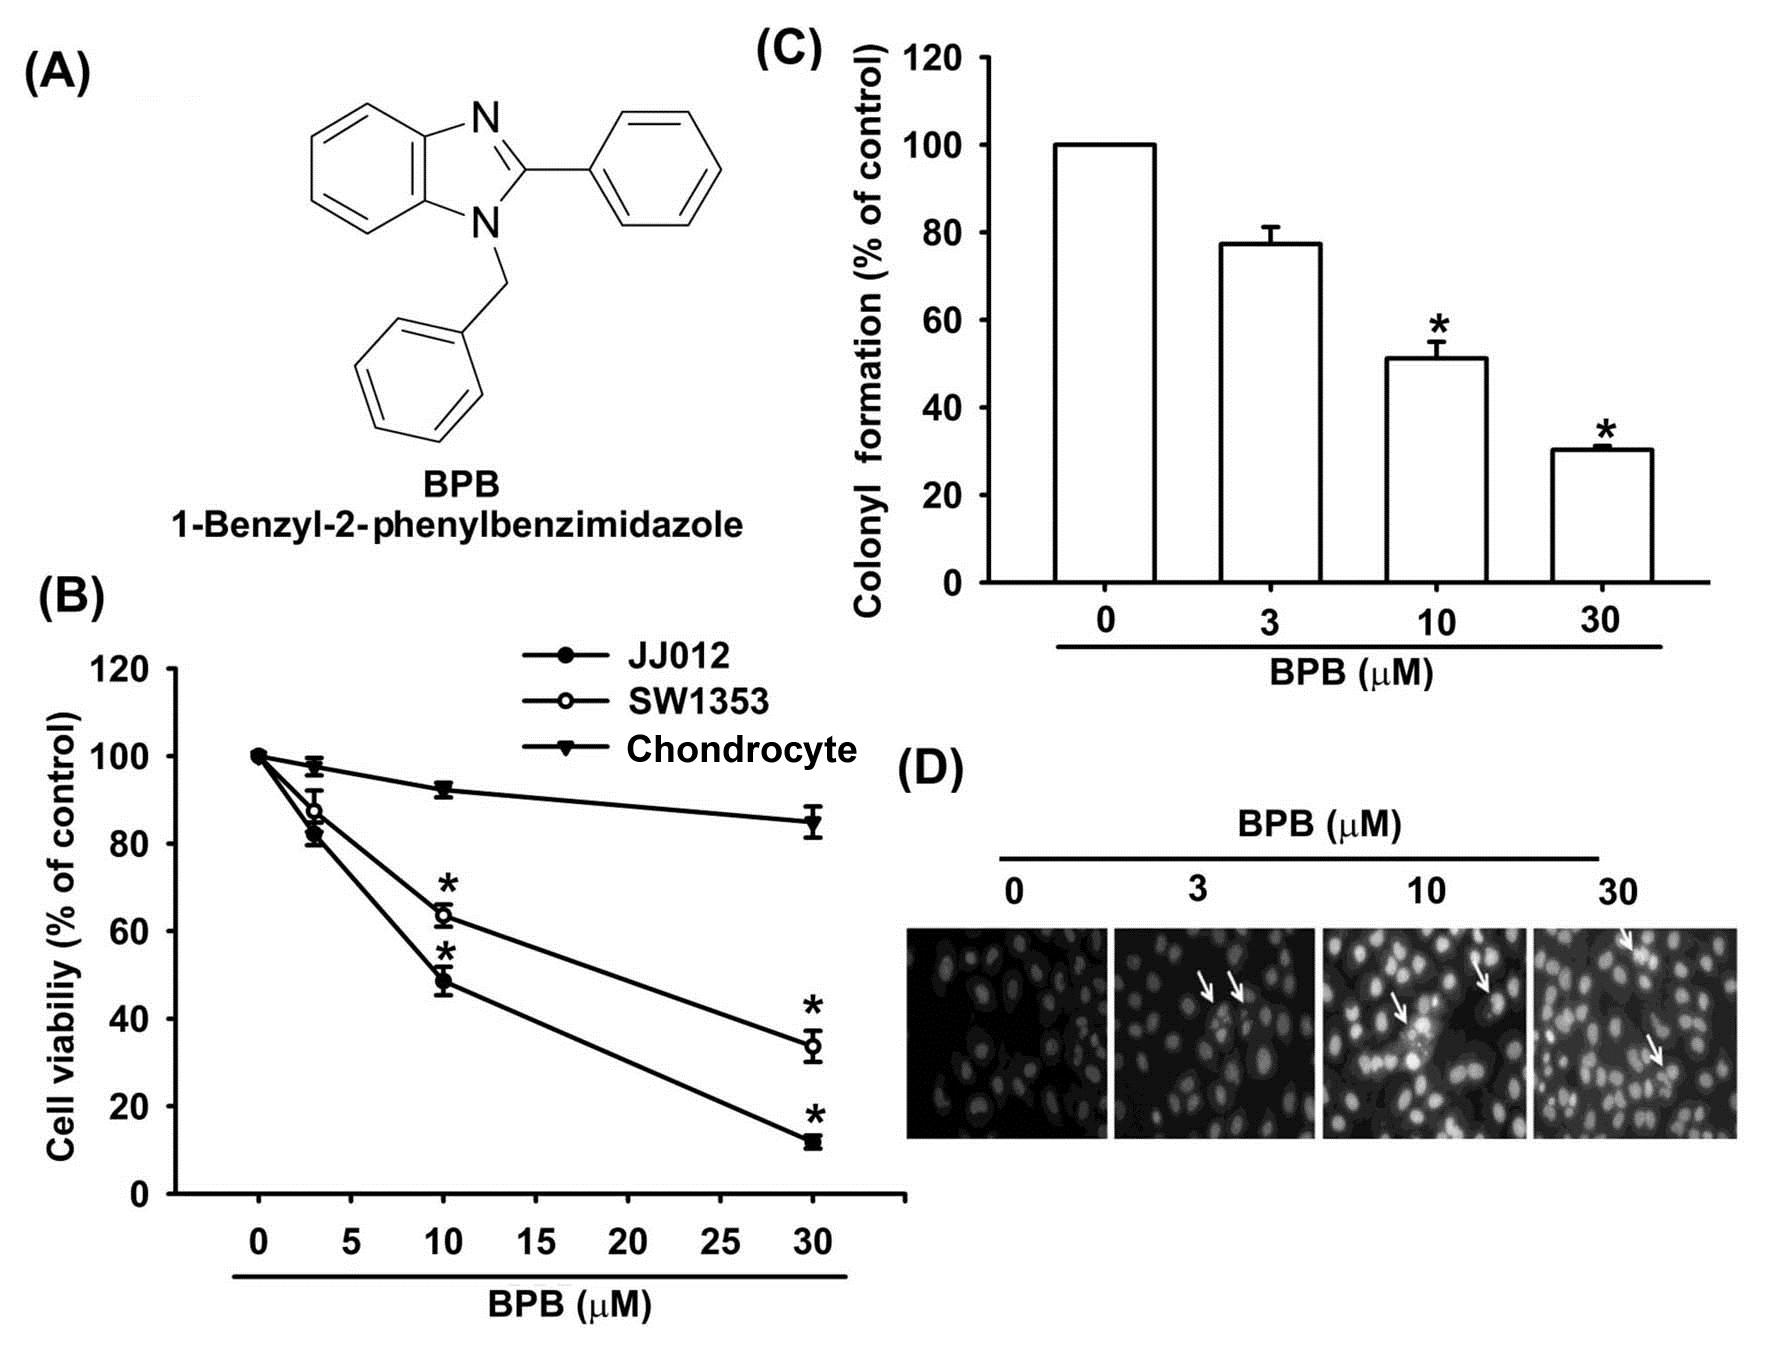 (A)
N
N
BPB
1-Benzyl-2-phenylbenzimidazole
(B)
JJ012
SW1353
Chondrocyte
Cell viabiliy (% of control)
120
100
80
60
40
20
0
*
*
*
*
0 5 10 15 20 25 30
BPB (μM)
(C)
Colonyl formation (% of control)
120
100
80
60
40
20
0
*
*
0 3 10 30
BPB (μM)
(D)
BPB (μM)
0 3 10 30